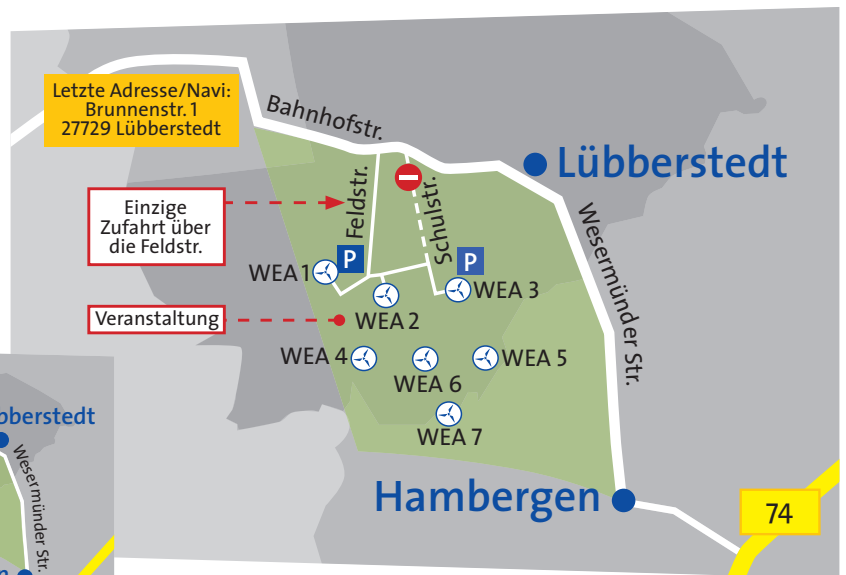 Letzte Adresse/Navi:
Brunnenstr. 1
27729 Lübberstedt
Bahnhofstr.
Lübberstedt
Feldstr.
Schulstr.
Einzige
Zufahrt über
die Feldstr.
Wesermünder Str.
P
P
WEA 1
WEA 3
Veranstaltung
WEA 2
WEA 4
WEA 5
WEA 6
WEA 7
Hambergen
74
bberstedt
Wesermünder Str.